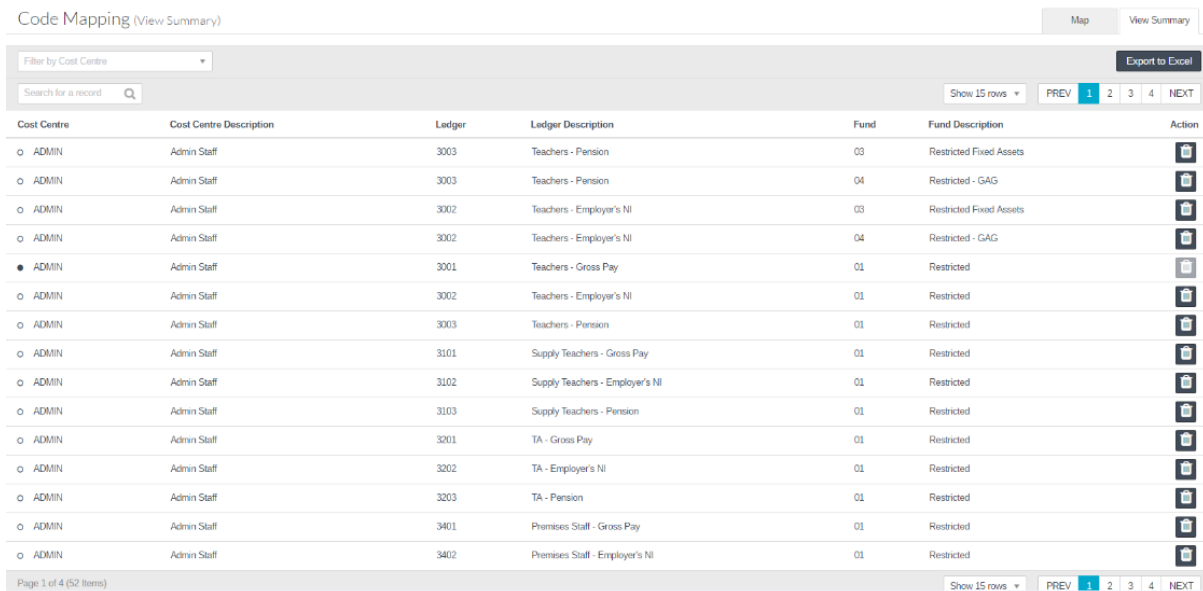 Code Mapping (View Summary) Map View Summary
Filter by Cost Centre Export to Excel
Search for a record Show 15 rows PREV 1 2 3 4 NEXT
Cost Centre Cost Centre Description Ledger Ledger Description Fund Fund Description Action
ADMIN Admin Staff 3003 Teachers - Pension 03 Restricted Fixed Assets
ADMIN Admin Staff 3003 Teachers - Pension 04 Restricted - GAG
ADMIN Admin Staff 3002 Teachers - Employer's NI 03 Restricted Fixed Assets
ADMIN Admin Staff 3002 Teachers - Employer's NI 04 Restricted - GAG
ADMIN Admin Staff 3001 Teachers - Gross Pay 01 Restricted
ADMIN Admin Staff 3002 Teachers - Employer's NI 01 Restricted
ADMIN Admin Staff 3003 Teachers - Pension 01 Restricted
ADMIN Admin Staff 3101 Supply Teachers - Gross Pay 01 Restricted
ADMIN Admin Staff 3102 Supply Teachers - Employer's NI 01 Restricted
ADMIN Admin Staff 3103 Supply Teachers - Pension 01 Restricted
ADMIN Admin Staff 3201 TA - Gross Pay 01 Restricted
ADMIN Admin Staff 3202 TA - Employer's NI 01 Restricted
ADMIN Admin Staff 3203 TA - Pension 01 Restricted
ADMIN Admin Staff 3401 Premises Staff - Gross Pay 01 Restricted
ADMIN Admin Staff 3402 Premises Staff - Employer's NI 01 Restricted
Page 1 of 4 (52 Items) Show 15 rows PREV 1 2 3 4 NEXT